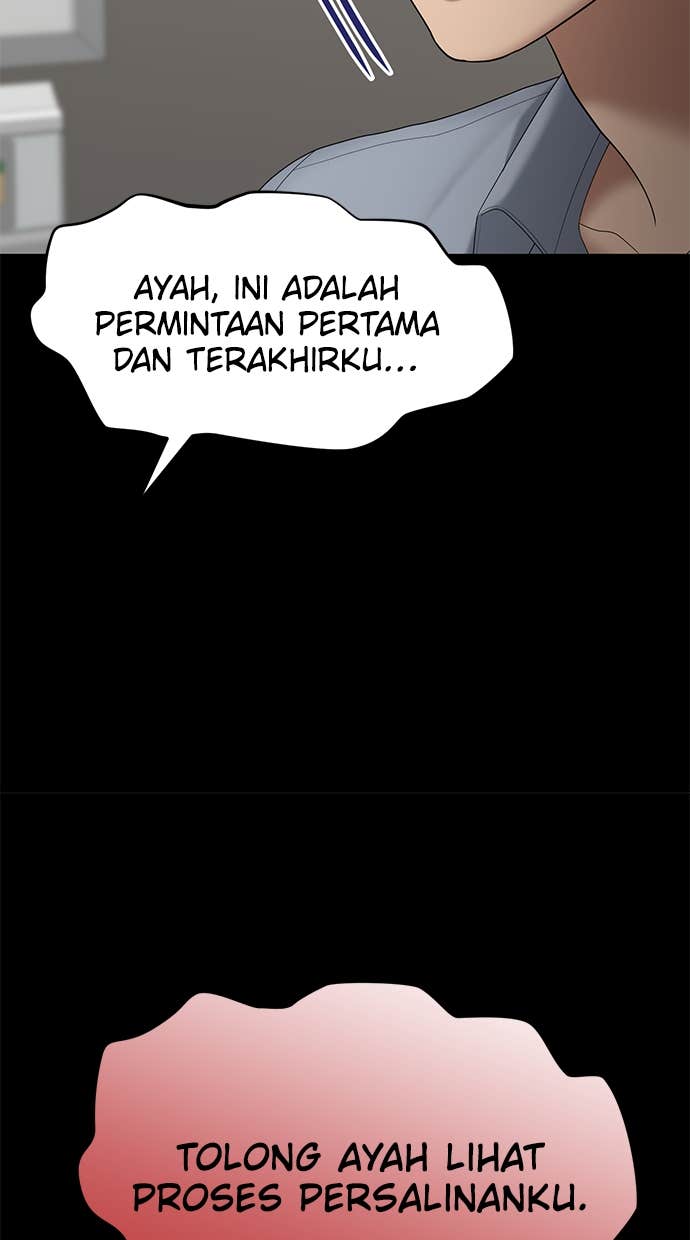 AYAH, INI ADALAH
PERMINTAAN PERTAMA
DAN TERAKHIRKU...
TOLONG AYAH LIHAT
PROSES PERSALINANKU.